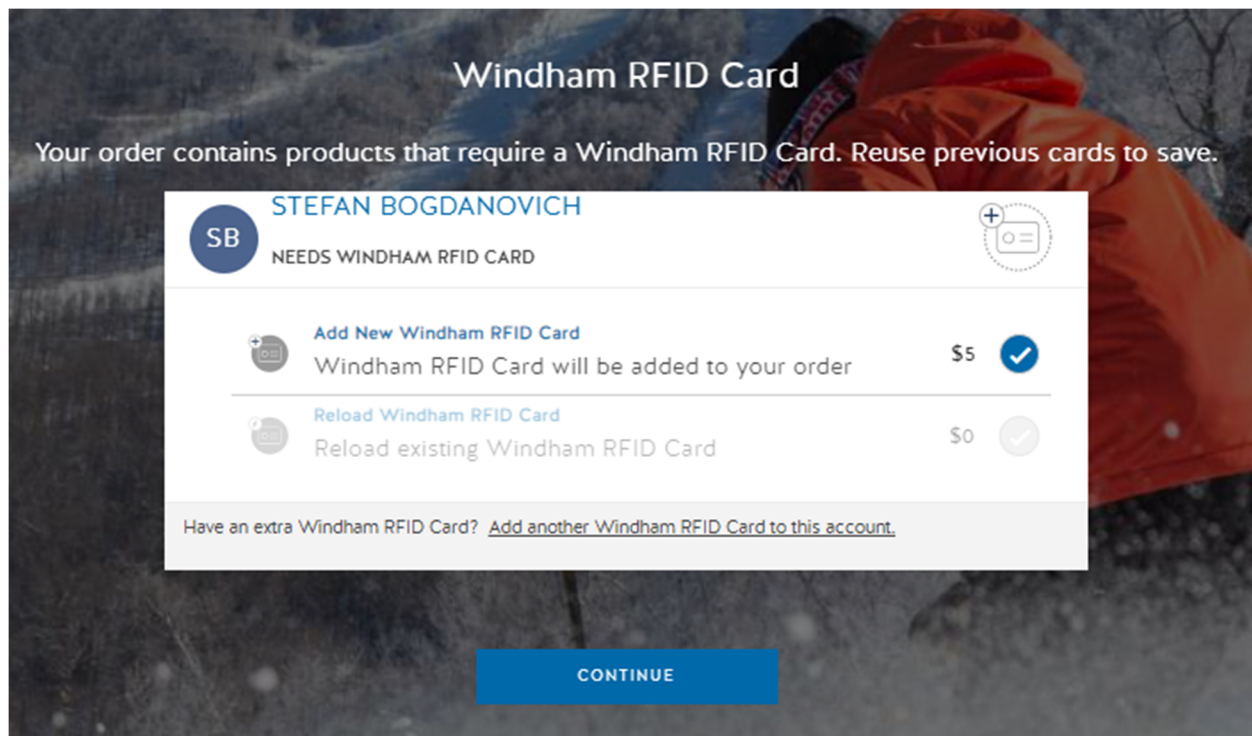 Windham RFID Card
Your order contains products that require a Windham RFID Card. Reuse previous cards to save.
STEFAN BOGDANOVICH
SB
NEEDS WINDHAM RFID CARD
Add New Windham RFID Card
Windham RFID Card will be added to your order
$5
Reload Windham RFID Card
Reload existing Windham RFID Card
$0
Have an extra Windham RFID Card? Add another Windham RFID Card to this account.
CONTINUE